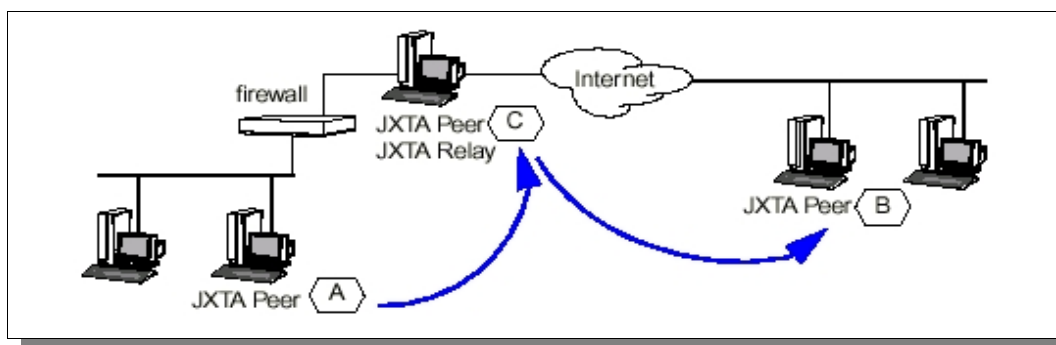 firewall
Internet
JXTA Peer C
JXTA Relay
JXTA Peer B
JXTA Peer A